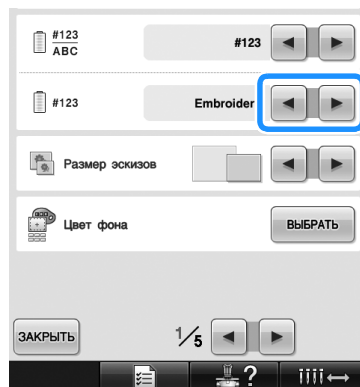 #123
ABC
#123
#123
Embroider
Размер эскизов
Цвет фона
ВЫБРАТЬ
ЗАКРЫТЬ
1/5
?